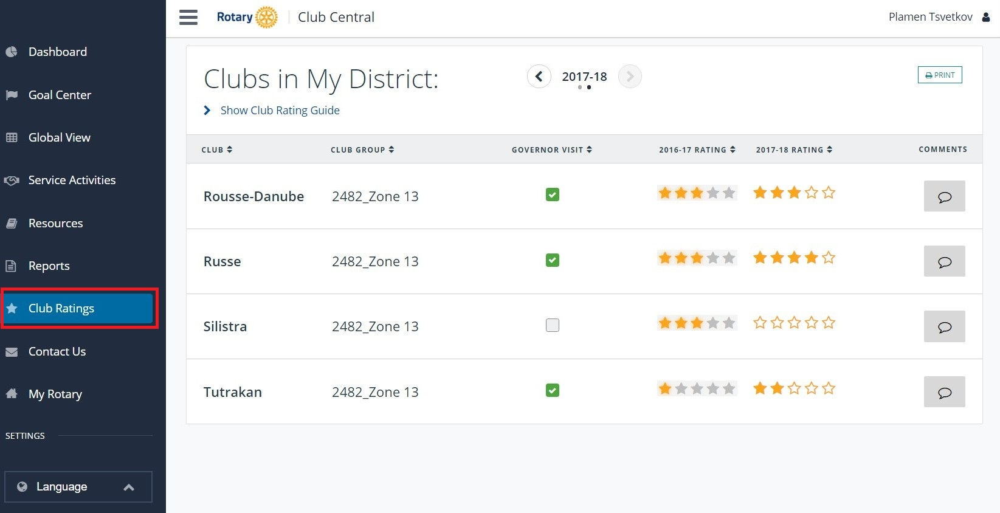 Dashboard
Goal Center
Global View
Service Activities
Resources
Reports
Club Ratings
Contact Us
My Rotary
SETTINGS
Language
Rotary
Club Central
Plamen Tsvetkov
Clubs in My District:
2017-18
PRINT
Show Club Rating Guide
CLUB CLUB GROUP GOVERNOR VISIT 2016-17 RATING 2017-18 RATING COMMENTS
Rousse-Danube 2482_Zone 13
Russe 2482_Zone 13
Silistra 2482_Zone 13
Tutrakan 2482_Zone 13